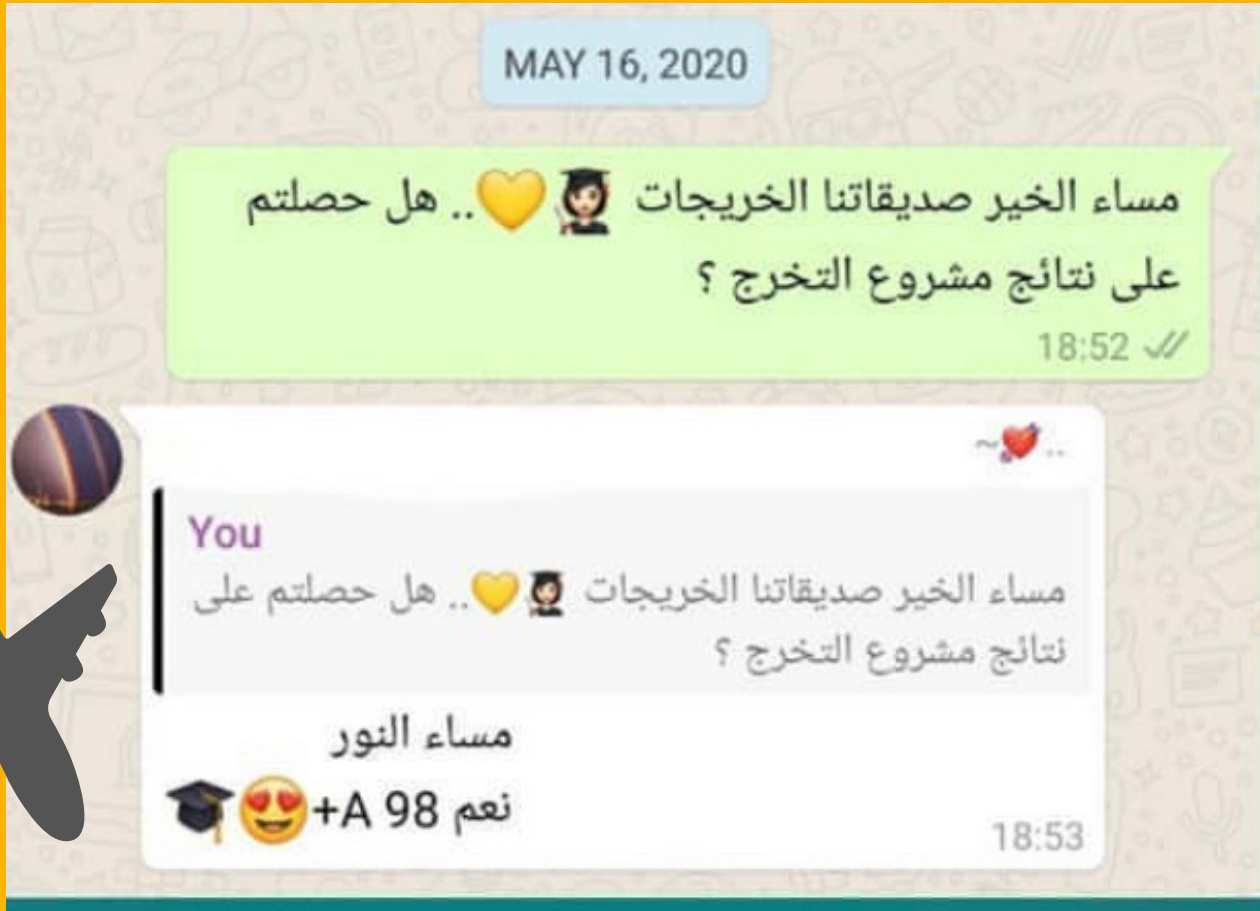 MAY 16, 2020
مساء الخير صديقاتنا الخريجات 👩🏻‍🎓💛.. هل حصلتم
على نتائج مشروع التخرج ؟
18:52
~💘..
You
مساء الخير صديقاتنا الخريجات 👩🏻‍🎓💛.. هل حصلتم على
نتائج مشروع التخرج ؟
مساء النور
نعم 98 A+😍🎓
18:53